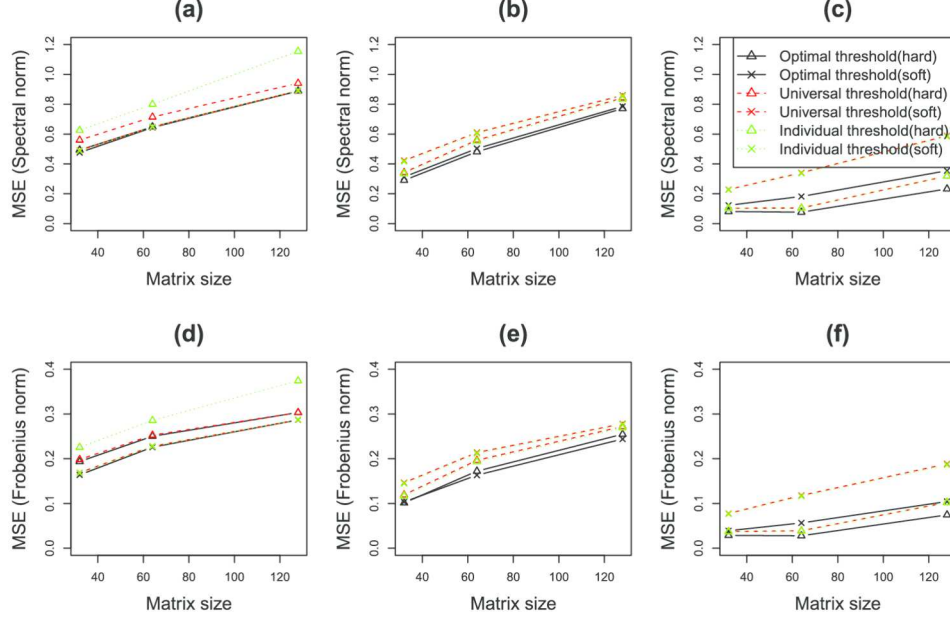 (a)
MSE (Spectral norm)
0.0 0.2 0.4 0.6 0.8 1.0 1.2
40 60 80 100 120
Matrix size
(b)
MSE (Spectral norm)
0.0 0.2 0.4 0.6 0.8 1.0 1.2
40 60 80 100 120
Matrix size
(c)
MSE (Spectral norm)
0.0 0.2 0.4 0.6 0.8 1.0 1.2
Optimal threshold(hard)
Optimal threshold(soft)
Universal threshold(hard)
Universal threshold(soft)
Individual threshold(hard)
Individual threshold(soft)
40 60 80 100 120
Matrix size
(d)
MSE (Frobenius norm)
0.0 0.1 0.2 0.3 0.4
40 60 80 100 120
Matrix size
(e)
MSE (Frobenius norm)
0.0 0.1 0.2 0.3 0.4
40 60 80 100 120
Matrix size
(f)
MSE (Frobenius norm)
0.0 0.1 0.2 0.3 0.4
40 60 80 100 120
Matrix size